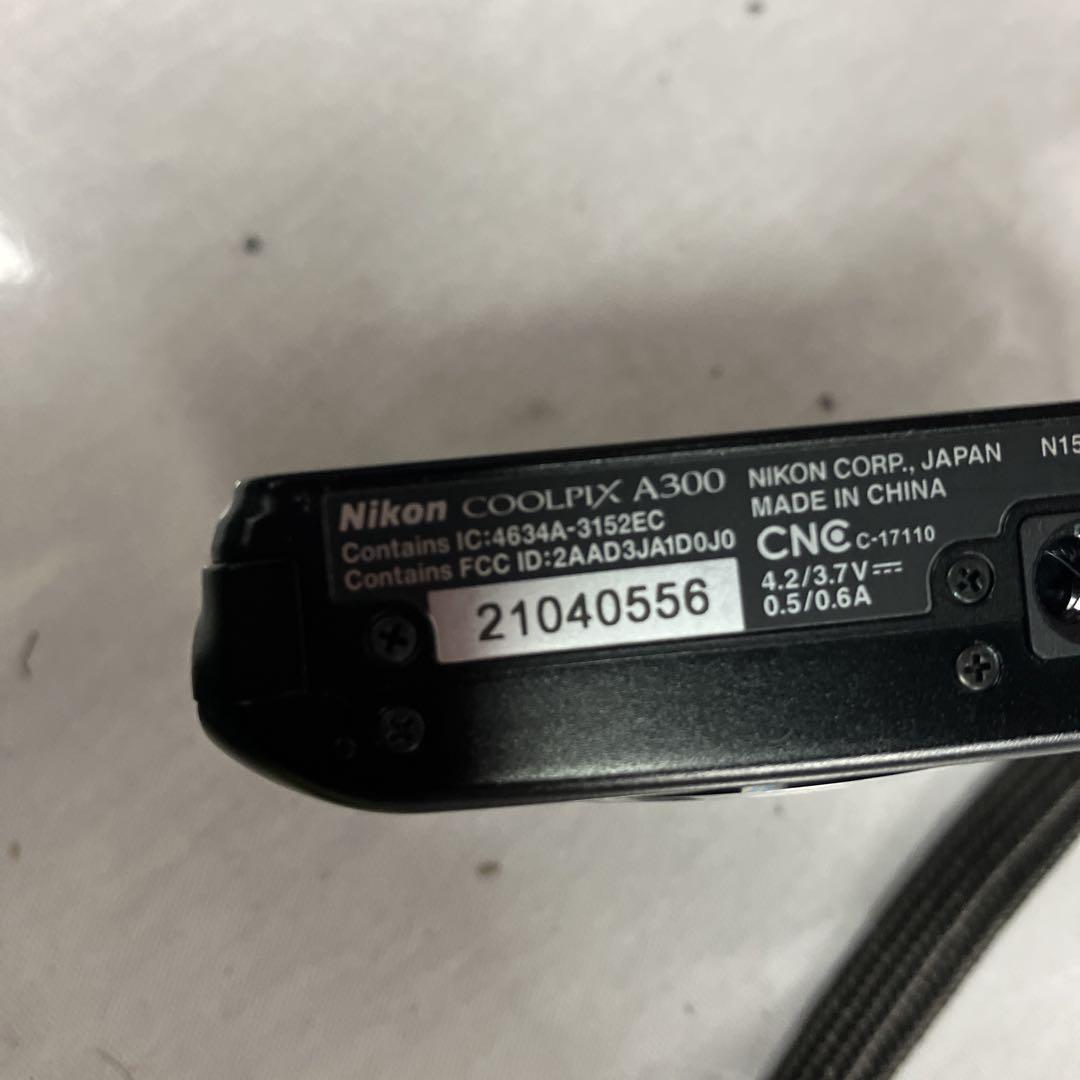 Nikon COOLPIX A300
Contains IC:4634A-3152EC
Contains FCC ID:2AAD3JA1D0J0
21040556
NIKON CORP., JAPAN
MADE IN CHINA
CNC C-17110
4.2/3.7V⎓
0.5/0.6A
N15